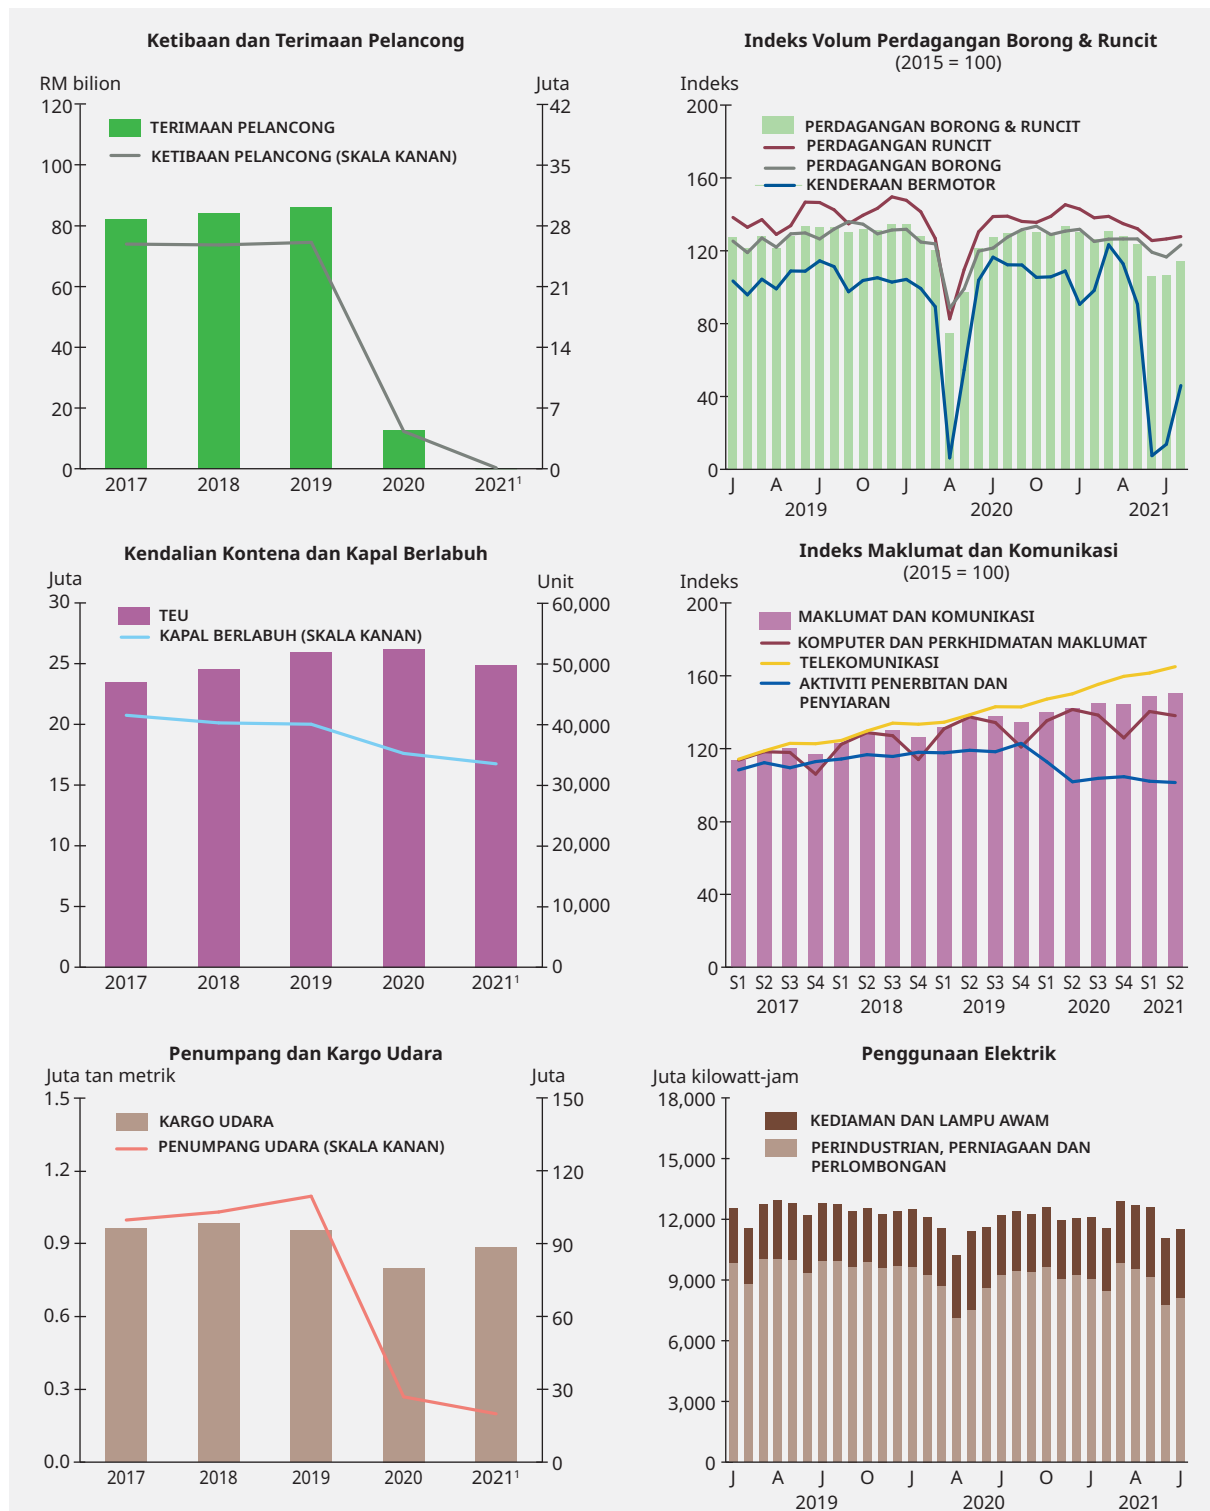 Ketibaan dan Terimaan Pelancong
RM bilion
Juta
120
100
80
60
40
20
0
42
35
28
21
14
7
0
TERIMAAN PELANCONG
KETIBAAN PELANCONG (SKALA KANAN)
2017 2018 2019 2020 2021¹
Indeks Volum Perdagangan Borong & Runcit
(2015 = 100)
Indeks
200
160
120
80
40
0
PERDAGANGAN BORONG & RUNCIT
PERDAGANGAN RUNCIT
PERDAGANGAN BORONG
KENDERAAN BERMOTOR
J A J O J A J O J A J
2019 2020 2021
Kendalian Kontena dan Kapal Berlabuh
Juta
Unit
30
25
20
15
10
5
0
60,000
50,000
40,000
30,000
20,000
10,000
0
TEU
KAPAL BERLABUH (SKALA KANAN)
2017 2018 2019 2020 2021¹
Indeks Maklumat dan Komunikasi
(2015 = 100)
Indeks
200
160
120
80
40
0
MAKLUMAT DAN KOMUNIKASI
KOMPUTER DAN PERKHIDMATAN MAKLUMAT
TELEKOMUNIKASI
AKTIVITI PENERBITAN DAN
PENYIARAN
S1 S2 S3 S4 S1 S2 S3 S4 S1 S2 S3 S4 S1 S2 S3 S4 S1 S2
2017 2018 2019 2020 2021
Penumpang dan Kargo Udara
Juta tan metrik
Juta
1.5
1.2
0.9
0.6
0.3
0.0
150
120
90
60
30
0
KARGO UDARA
PENUMPANG UDARA (SKALA KANAN)
2017 2018 2019 2020 2021¹
Penggunaan Elektrik
Juta kilowatt-jam
18,000
15,000
12,000
9,000
6,000
3,000
0
KEDIAMAN DAN LAMPU AWAM
PERINDUSTRIAN, PERNIAGAAN DAN
PERLOMBONGAN
J A J O J A J O J A J
2019 2020 2021